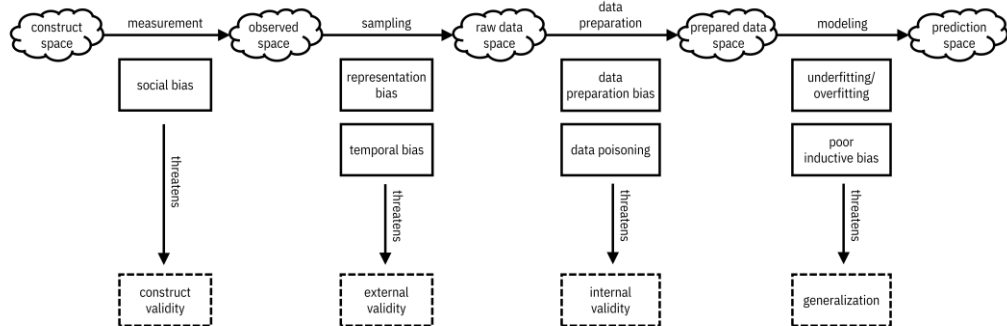 construct
space
measurement
observed
space
sampling
raw data
space
data
preparation
prepared data
space
modeling
prediction
space
social bias
representation
bias
data
preparation bias
underfitting/
overfitting
temporal bias
data poisoning
poor
inductive bias
threatens
threatens
threatens
threatens
construct
validity
external
validity
internal
validity
generalization